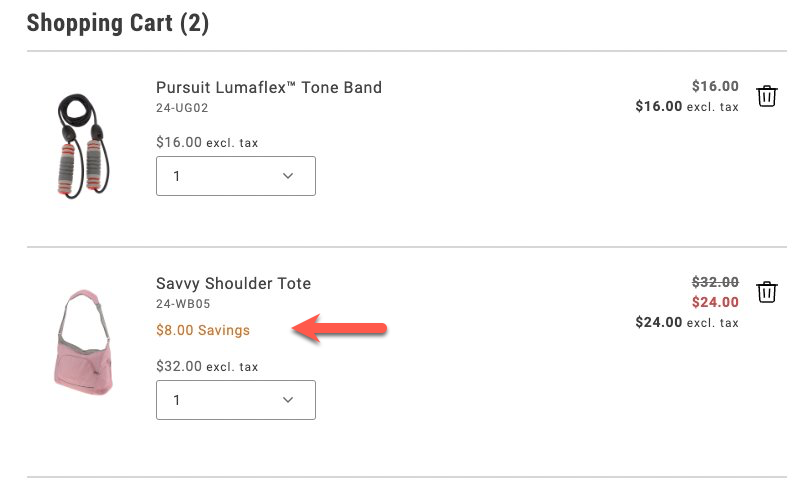 Shopping Cart (2)
Pursuit Lumaflex™ Tone Band
$16.00
24-UG02
$16.00 excl. tax
$16.00 excl. tax
1
Savvy Shoulder Tote
$32.00
24-WB05
$24.00
$8.00 Savings
$24.00 excl. tax
$32.00 excl. tax
1